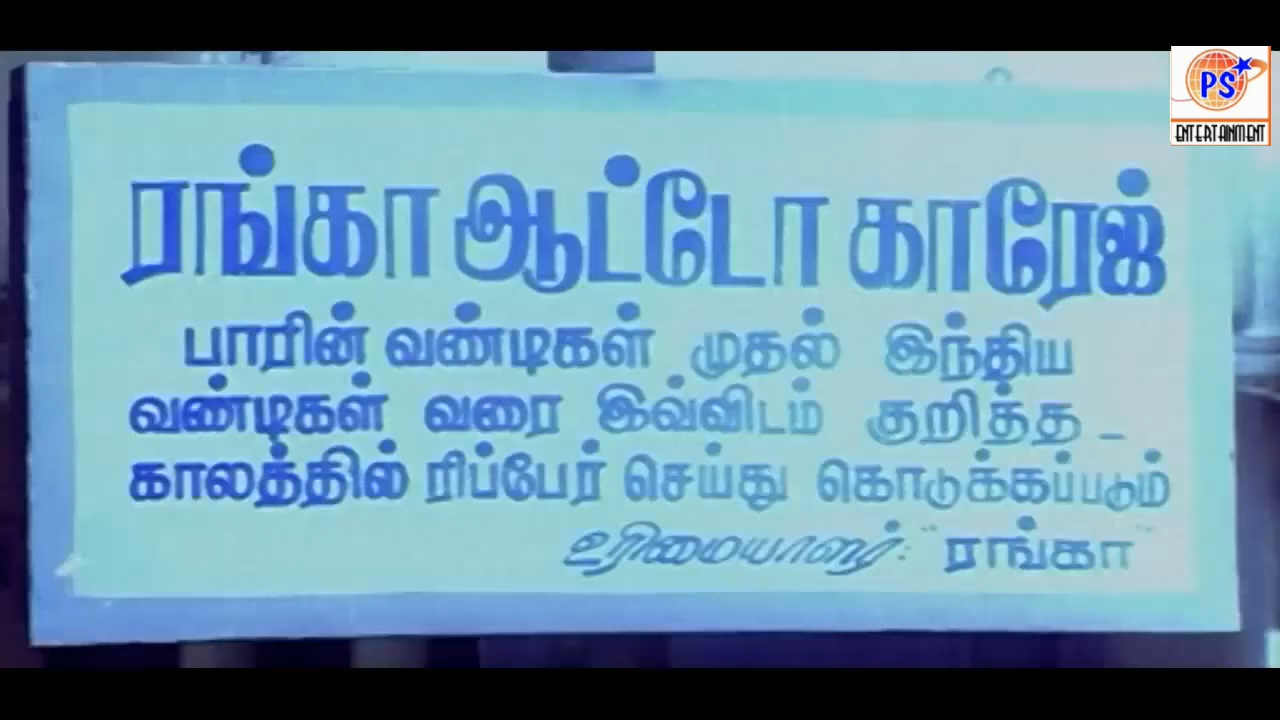 PS
ENTERTAINMENT
ரங்கா ஆட்டோ காரேஜ்
பாரின் வண்டிகள் முதல் இந்திய
வண்டிகள் வரை இவ்விடம் குறித்த -
காலத்தில் ரிப்பேர் செய்து கொடுக்கப்படும்
உரிமையாளர்: "ரங்கா"